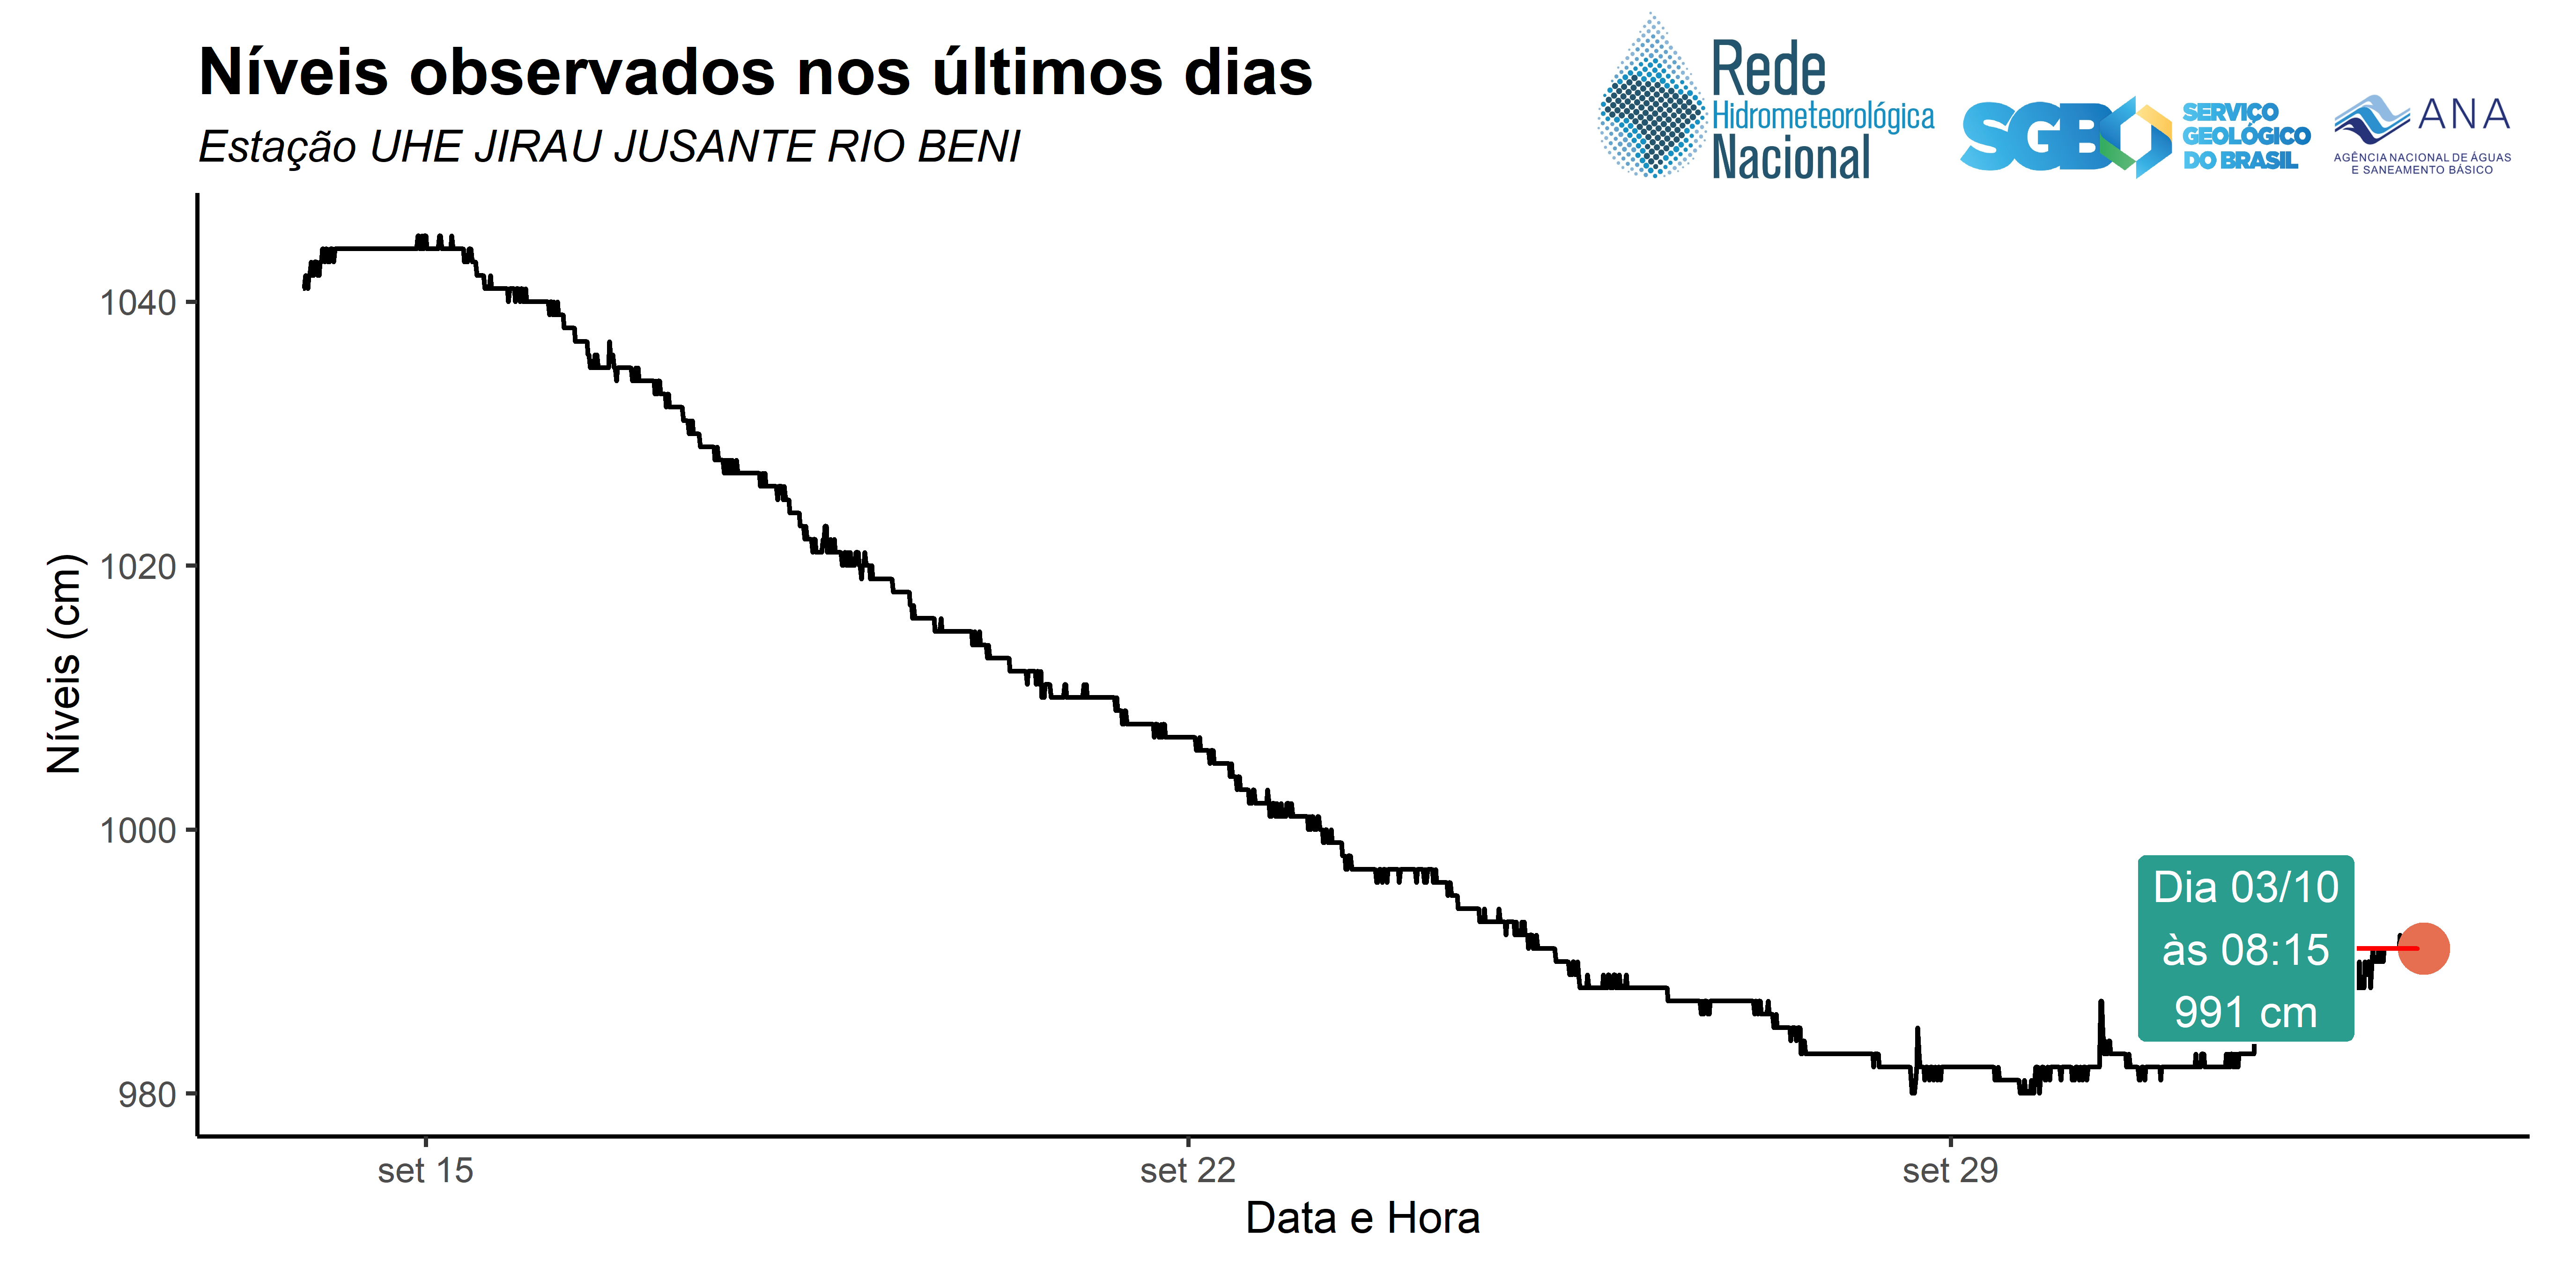 Níveis observados nos últimos dias
Estação UHE JIRAU JUSANTE RIO BENI
Rede
Hidrometeorológica
Nacional
SGB
SERVIÇO
GEOLÓGICO
DO BRASIL
ANA
AGÊNCIA NACIONAL DE ÁGUAS
E SANEAMENTO BÁSICO
Níveis (cm)
1040
1020
1000
980
Dia 03/10
às 08:15
991 cm
set 15
set 22
set 29
Data e Hora